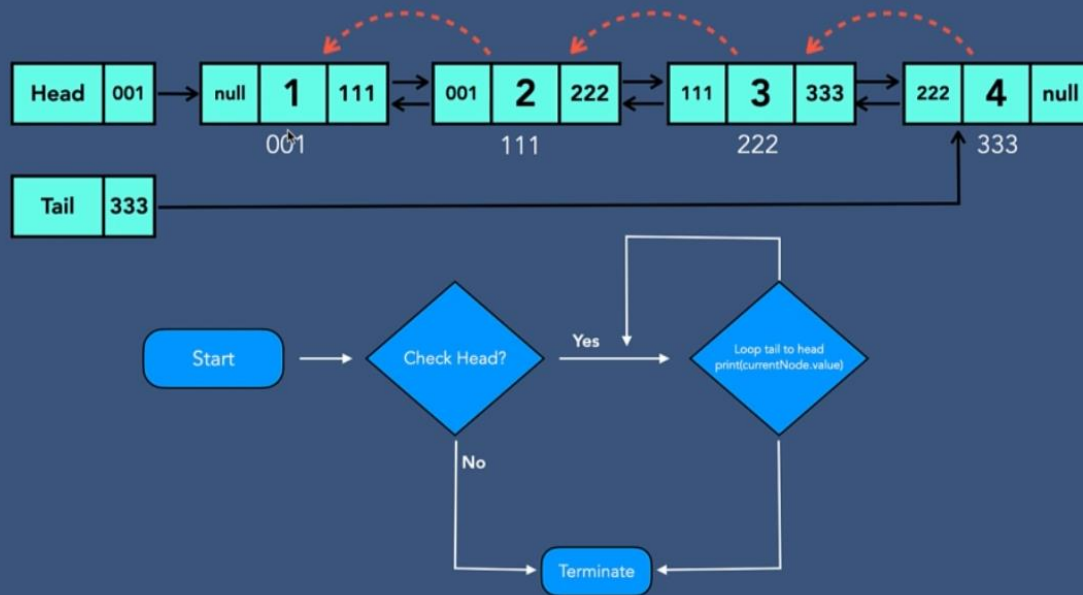 Head 001 null 1 111 001 2 222 111 3 333 222 4 null
001 111 222 333
Tail 333
Start
Check Head?
Yes
Loop tail to head
print(currentNode.value)
No
Terminate